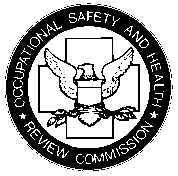 OCCUPATIONAL SAFETY AND HEALTH
★ REVIEW COMMISSION ★